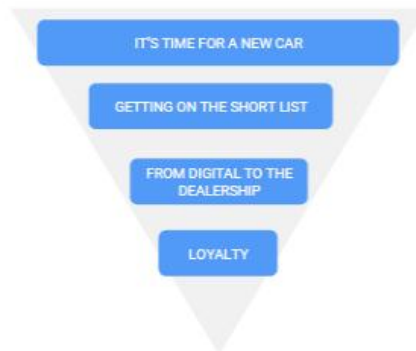 IT'S TIME FOR A NEW CAR
GETTING ON THE SHORT LIST
FROM DIGITAL TO THE
DEALERSHIP
LOYALTY